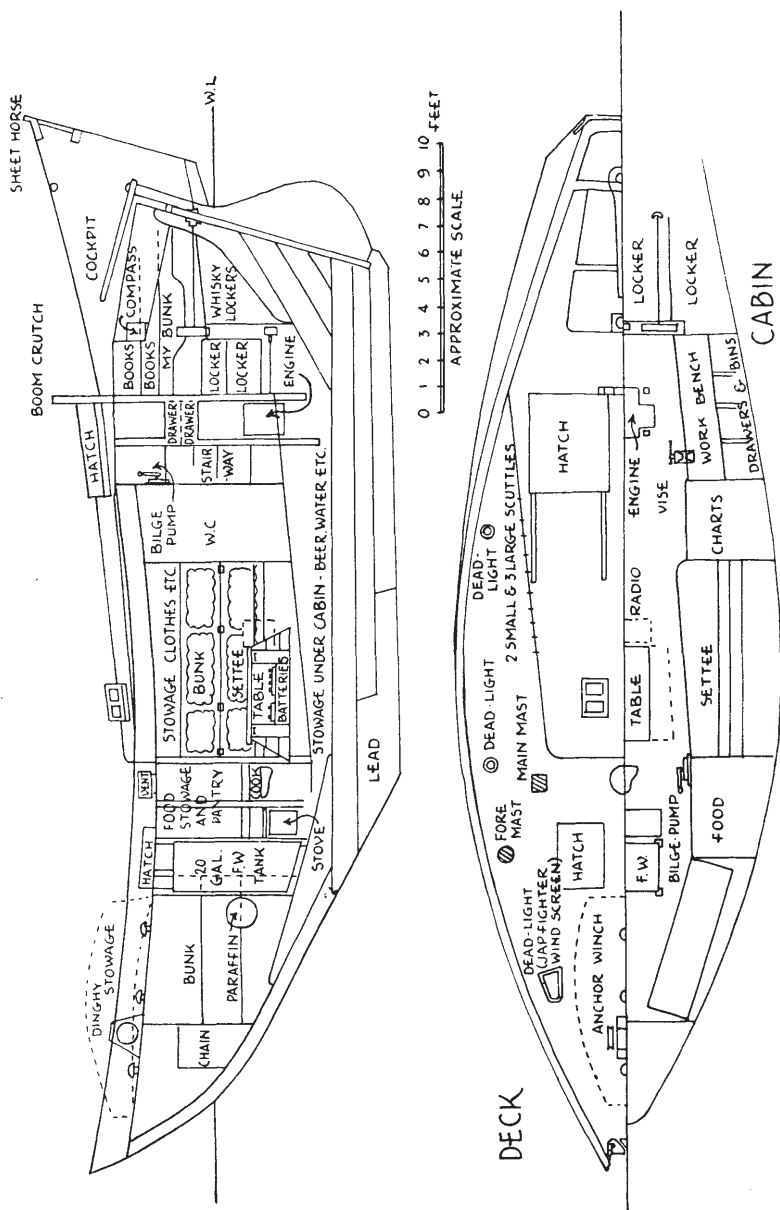 SHEET HORSE
COCKPIT
BOOM CRUTCH
HATCH
BOOKS
COMPASS
BOOKS
MY BUNK
W.L
DRAWER
DRAWER
LOCKER
LOCKER
WHISKY
LOCKERS
ENGINE
BILGE
PUMP
STAIR
WAY
W.C
STOWAGE CLOTHES ETC
BUNK
SETTEE
TABLE
BATTERIES
STOWAGE UNDER CABIN - BEER, WATER ETC.
LEAD
VENT
FOOD
STOWAGE
AND
PANTRY
COOK
STOVE
HATCH
20
GAL.
F.W
TANK
DINGHY
STOWAGE
BUNK
PARAFFIN
CHAIN
0 1 2 3 4 5 6 7 8 9 10 FEET
APPROXIMATE SCALE
DECK
DEAD-LIGHT
(JAP FIGHTER
WIND SCREEN)
FORE
MAST
DEAD-LIGHT
MAIN MAST
DEAD-
LIGHT
2 SMALL & 3 LARGE SCUTTLES
HATCH
HATCH
ANCHOR WINCH
F.W.
BILGE-PUMP
FOOD
TABLE
RADIO
SETTEE
CHARTS
ENGINE
VISE
WORK BENCH
DRAWERS & BINS
LOCKER
LOCKER
CABIN